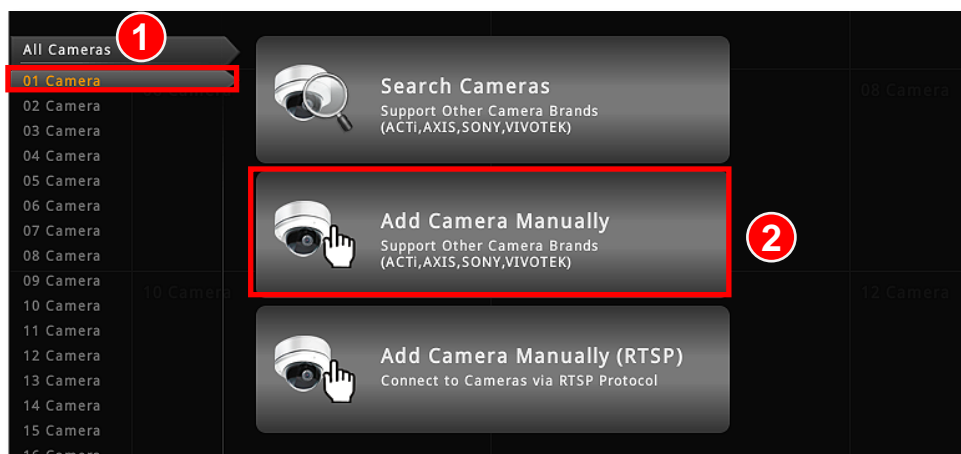 All Cameras
1
01 Camera
02 Camera
03 Camera
04 Camera
05 Camera
06 Camera
07 Camera
08 Camera
09 Camera
10 Camera
11 Camera
12 Camera
13 Camera
14 Camera
15 Camera
16 Camera
Search Cameras
Support Other Camera Brands
(ACTi,AXIS,SONY,VIVOTEK)
Add Camera Manually
Support Other Camera Brands
(ACTi,AXIS,SONY,VIVOTEK)
2
Add Camera Manually (RTSP)
Connect to Cameras via RTSP Protocol
08 Camera
10 Camera
12 Camera